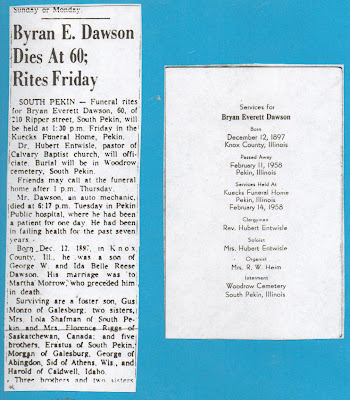 Sunday or Monday.
Byran E. Dawson
Dies At 60;
Rites Friday
SOUTH PEKIN — Funeral rites
for Bryan Everett Dawson, 60, of
210 Ripper street, South Pekin, will
be held at 1:30 p.m. Friday in the
Kuecks Funeral Home, Pekin.
Dr. Hubert Entwisle, pastor of
Calvary Baptist church, will offi-
ciate. Burial will be in Woodrow
cemetery, South Pekin.
Friends may call at the funeral
home after 1 p.m. Thursday.
Mr. Dawson, an auto mechanic,
died at 6:17 p.m. Tuesday in Pekin
Public hospital, where he had been
a patient for one day. He had been
in failing health for the past seven
years.
Born Dec. 12, 1897, in Knox
County, Ill., he was a son of
George W. and Ida Belle Reese
Dawson. His marriage was to
Martha Morrow, who preceded him
in death.
Surviving are a foster son, Gus
Monzo of Galesburg; two sisters,
Mrs. Lola Shafman of South Pe-
kin and Mrs. Florence Riggs of
Saskatchewan, Canada; and five
brothers, Erastus of South Pekin,
Morgan of Galesburg, George of
Abingdon, Sid of Athens, Wis., and
Harold of Caldwell, Idaho.
Three brothers and two sisters
Services for
Bryan Everett Dawson
Born
December 12, 1897
Knox County, Illinois
Passed Away
February 11, 1958
Pekin, Illinois
Services Held At
Kuecks Funeral Home
Pekin, Illinois
February 14, 1958
Clergyman
Rev. Hubert Entwisle
Soloist
Mrs. Hubert Entwisle
Organist
Mrs. R. W. Heim
Interment
Woodrow Cemetery
South Pekin, Illinois